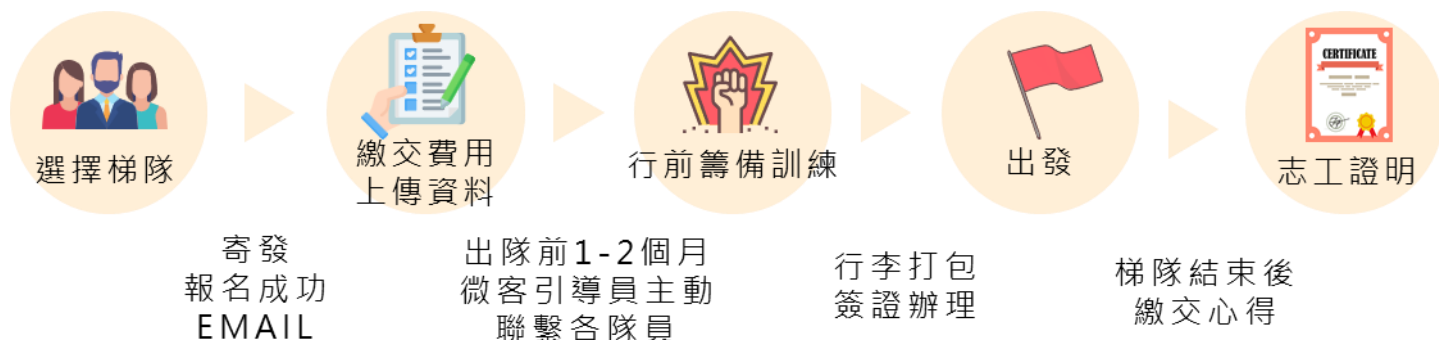 選擇梯隊
繳交費用
上傳資料
行前籌備訓練
出發
CERTIFICATE
志工證明
寄發
報名成功
EMAIL
出隊前1-2個月
微客引導員主動
聯繫各隊員
行李打包
簽證辦理
梯隊結束後
繳交心得